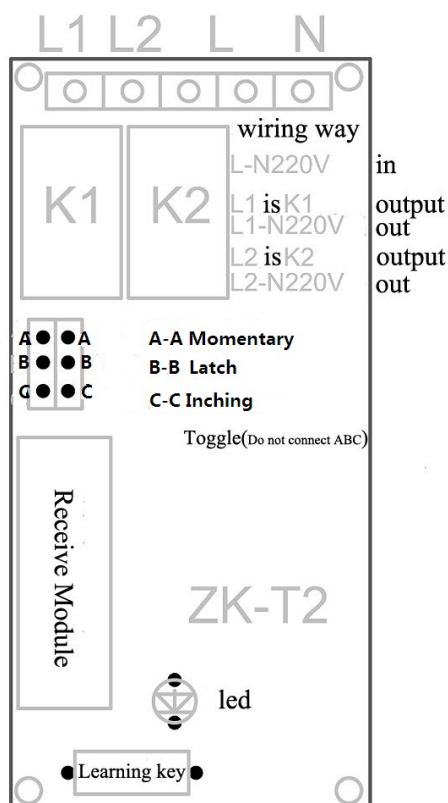 L1 L2 L N
wiring way
L-N220V in
K1 K2
L1 is K1 output
L1-N220V out
L2 is K2 output
L2-N220V out
A A A-A Momentary
B B B-B Latch
C C C-C Inching
Toggle(Do not connect ABC)
Receive Module
ZK-T2
led
Learning key